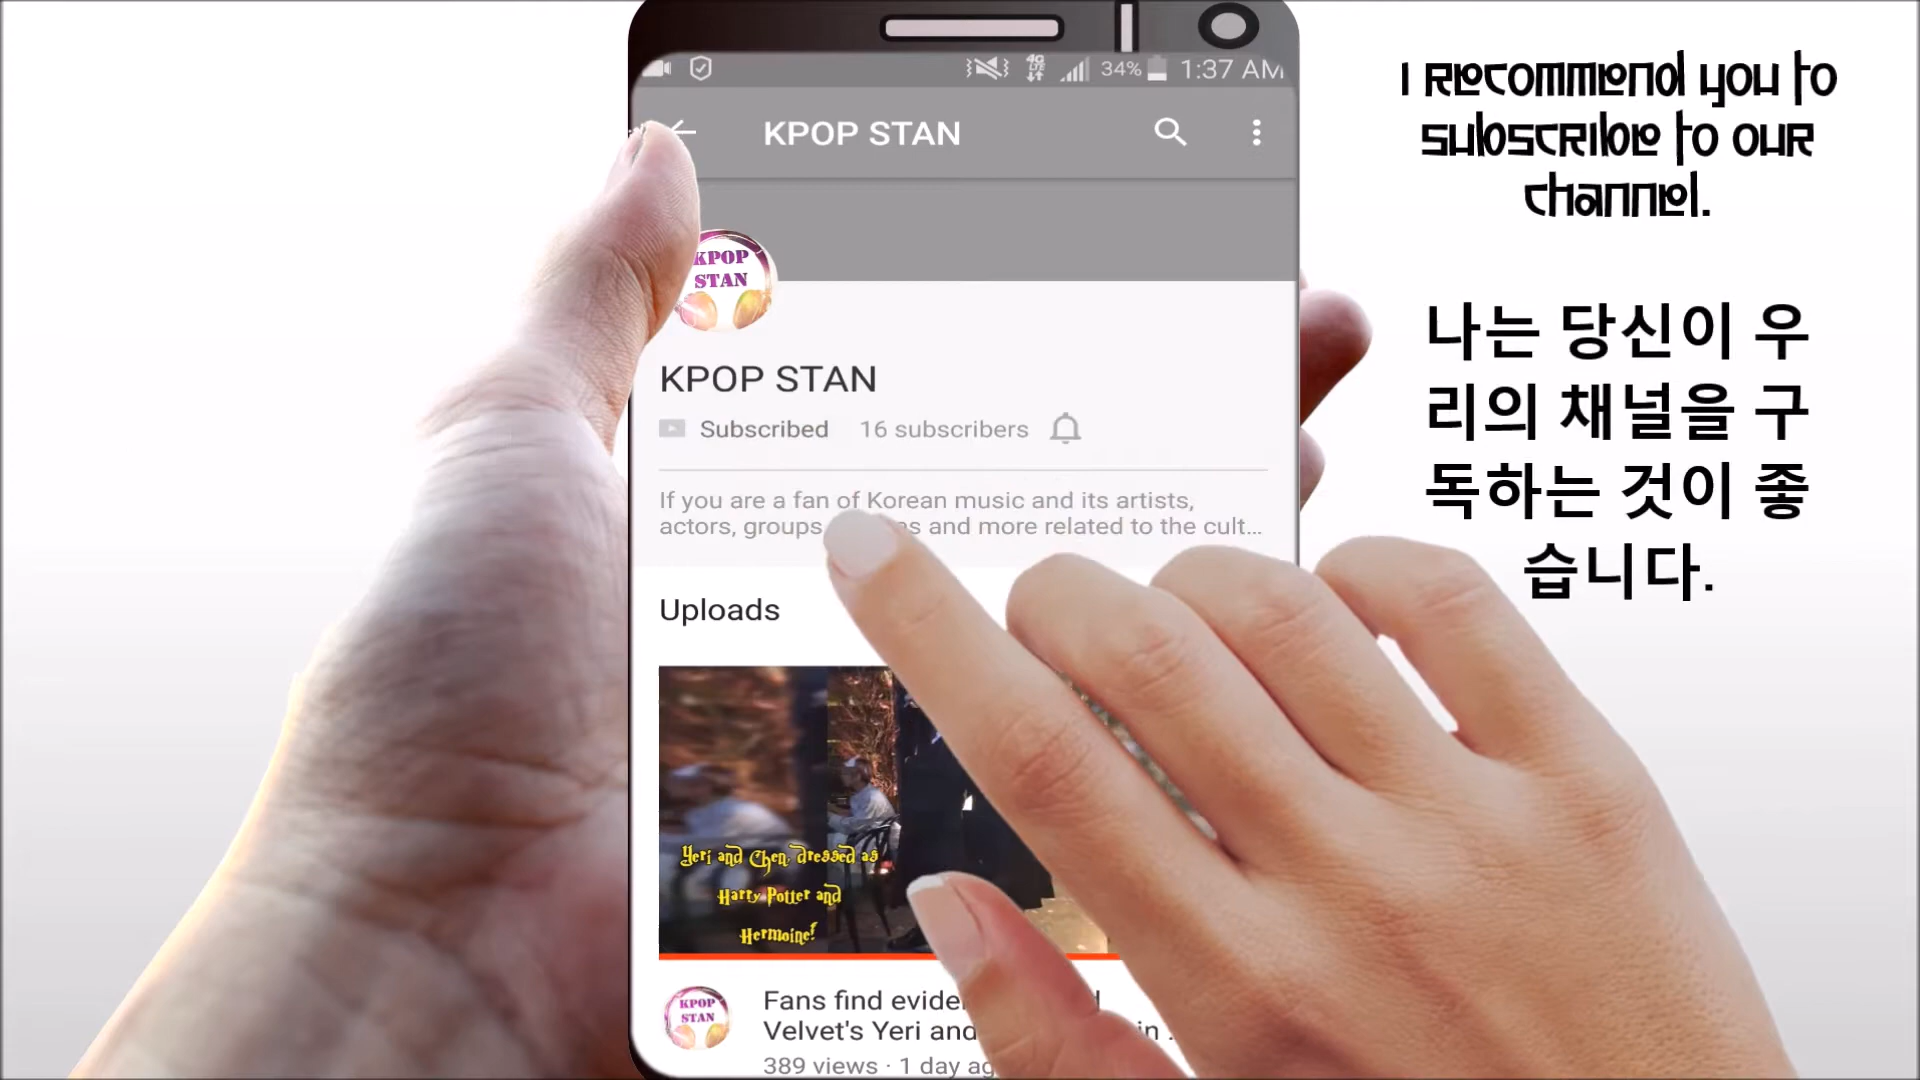 34% 1:37 AM
KPOP STAN
KPOP
STAN
KPOP STAN
Subscribed 16 subscribers
If you are a fan of Korean music and its artists,
actors, groups and more related to the cult...
Uploads
Yeri and Chen, dressed as
Harry Potter and
Hermoine!
KPOP
STAN
Fans find
Velvet's Yeri and in
389 views · 1 day
I recommend you to
subscribe to our
channel.
나는 당신이 우
리의 채널을 구
독하는 것이 좋
습니다.